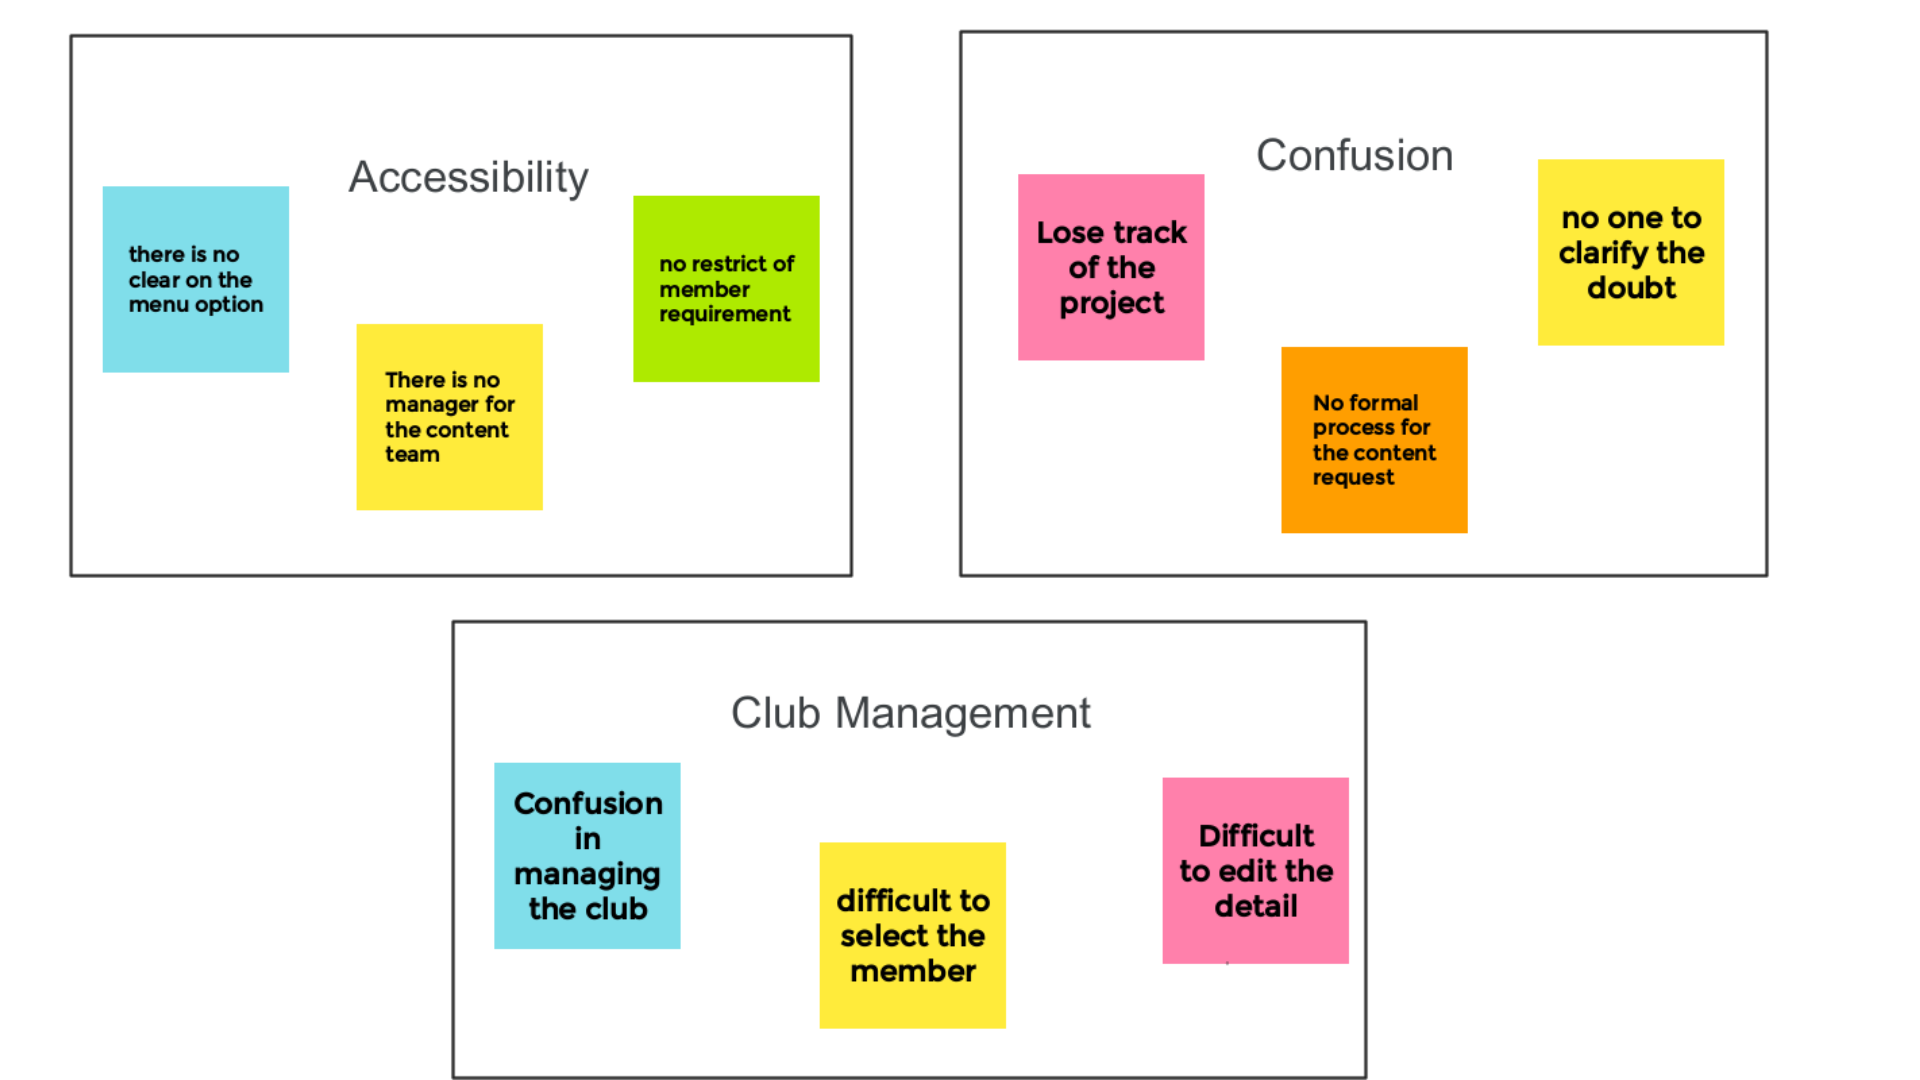 Accessibility
there is no
clear on the
menu option
There is no
manager for
the content
team
no restrict of
member
requirement
Confusion
Lose track
of the
project
No formal
process for
the content
request
no one to
clarify the
doubt
Club Management
Confusion
in
managing
the club
difficult to
select the
member
Difficult
to edit the
detail